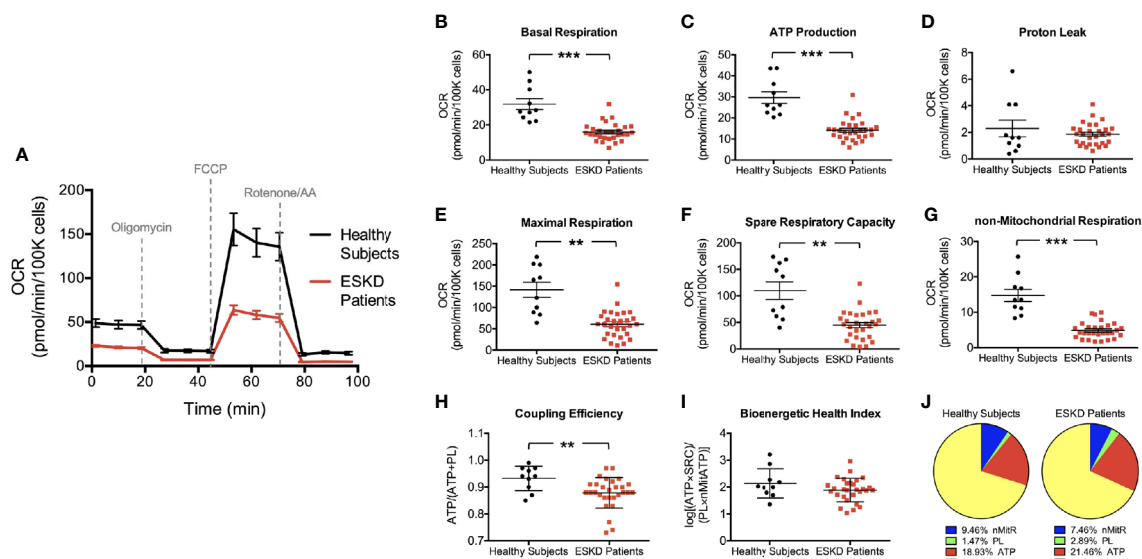 A
OCR
(pmol/min/100K cells)
200
150
100
50
0
0 20 40 60 80 100
Time (min)
Oligomycin
FCCP
Rotenone/AA
Healthy
Subjects
ESKD
Patients
B
Basal Respiration
***
OCR
(pmol/min/100K cells)
60
40
20
0
Healthy Subjects ESKD Patients
C
ATP Production
***
OCR
(pmol/min/100K cells)
50
40
30
20
10
0
Healthy Subjects ESKD Patients
D
Proton Leak
OCR
(pmol/min/100K cells)
8
6
4
2
0
Healthy Subjects ESKD Patients
E
Maximal Respiration
**
OCR
(pmol/min/100K cells)
250
200
150
100
50
0
Healthy Subjects ESKD Patients
F
Spare Respiratory Capacity
**
OCR
(pmol/min/100K cells)
200
150
100
50
0
Healthy Subjects ESKD Patients
G
non-Mitochondrial Respiration
***
OCR
(pmol/min/100K cells)
30
20
10
0
Healthy Subjects ESKD Patients
H
Coupling Efficiency
**
ATP/(ATP+PL)
1.1
1.0
0.9
0.8
0.7
Healthy Subjects ESKD Patients
I
Bioenergetic Health Index
log[(ATP×SRC)/
(PL×nMitATP)]
4
3
2
1
0
Healthy Subjects ESKD Patients
J
Healthy Subjects ESKD Patients
9.46% nMitR 7.46% nMitR
1.47% PL 2.89% PL
18.93% ATP 21.46% ATP